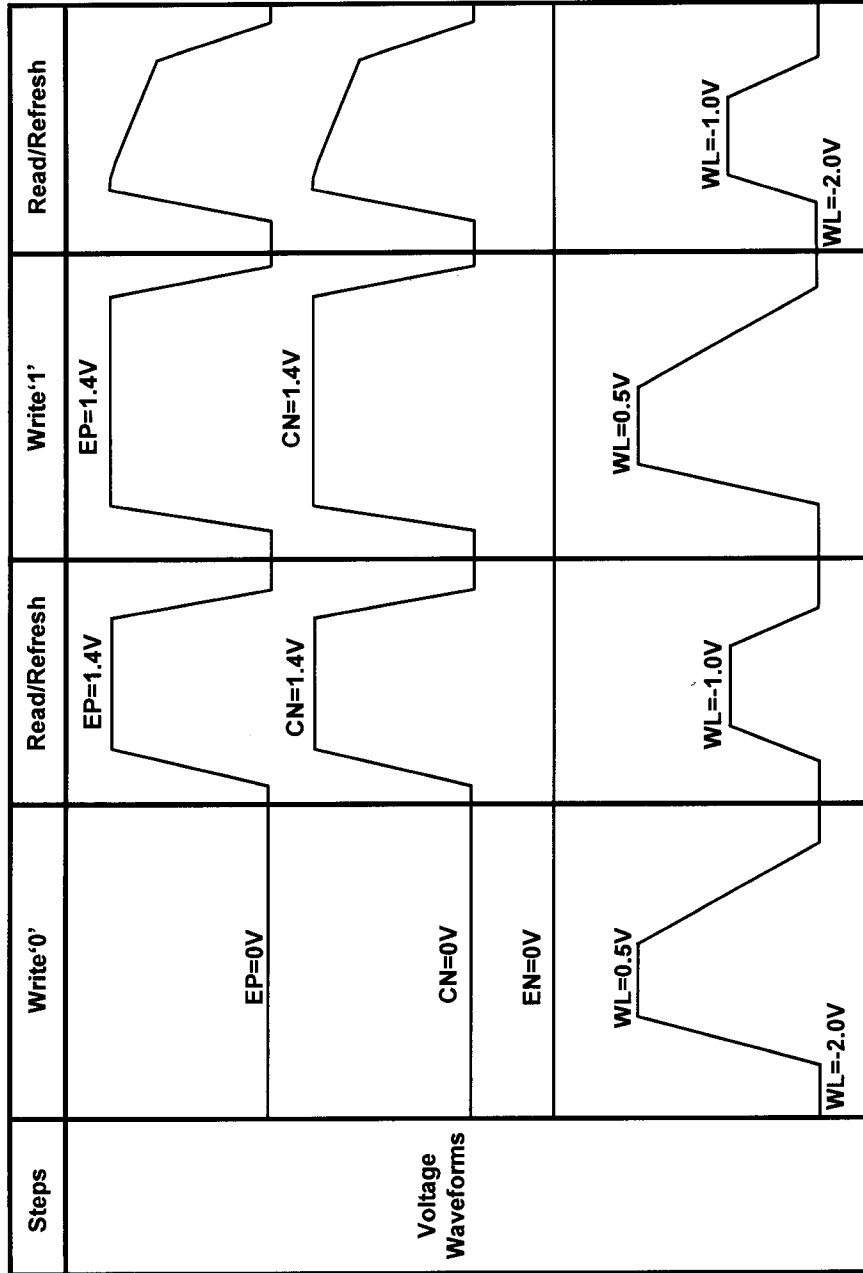 Steps
Write‘0’
Read/Refresh
Write‘1’
Read/Refresh
Voltage
Waveforms
EP=0V
EP=1.4V
EP=1.4V
CN=0V
CN=1.4V
CN=1.4V
EN=0V
WL=-2.0V
WL=0.5V
WL=-1.0V
WL=0.5V
WL=-2.0V
WL=-1.0V